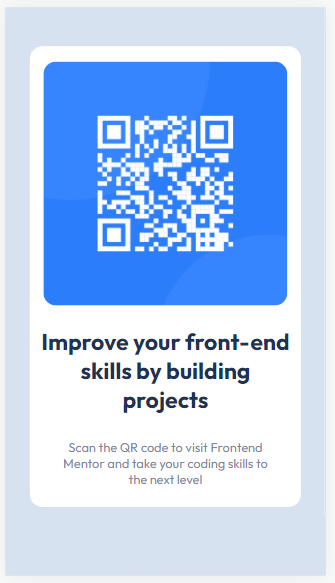 Improve your front-end
skills by building
projects
Scan the QR code to visit Frontend
Mentor and take your coding skills to
the next level